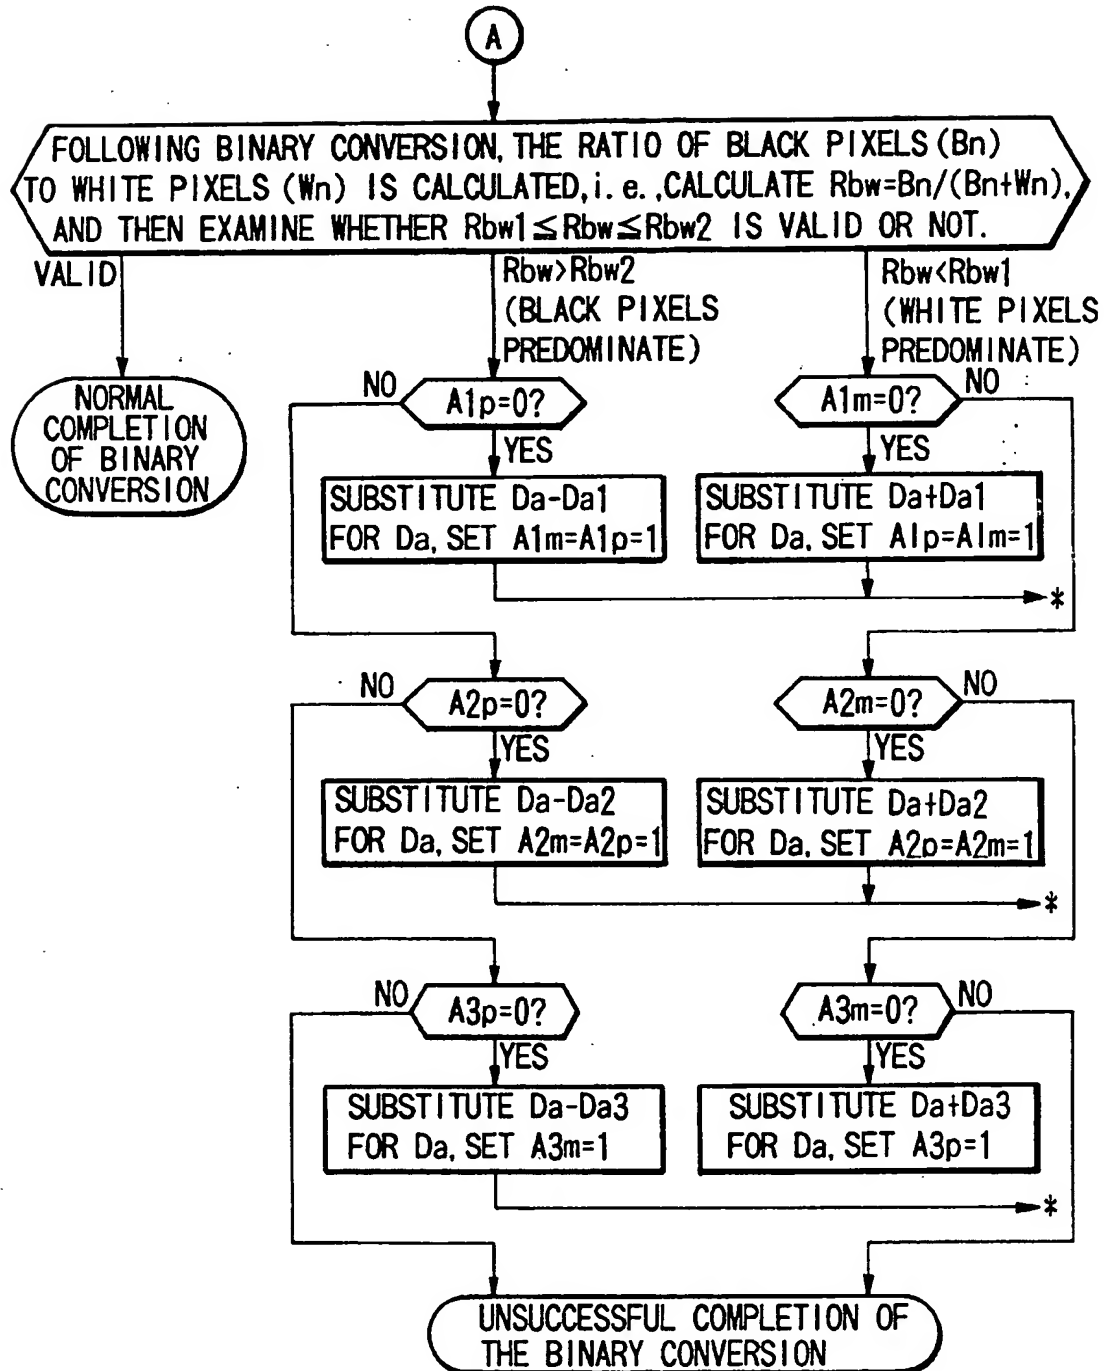 A
FOLLOWING BINARY CONVERSION, THE RATIO OF BLACK PIXELS (Bn)
TO WHITE PIXELS (Wn) IS CALCULATED, i. e., CALCULATE Rbw=Bn/(Bn+Wn),
AND THEN EXAMINE WHETHER Rbw1≦Rbw≦Rbw2 IS VALID OR NOT.
VALID
Rbw>Rbw2
(BLACK PIXELS
PREDOMINATE)
Rbw<Rbw1
(WHITE PIXELS
PREDOMINATE)
NORMAL
COMPLETION
OF BINARY
CONVERSION
NO
A1p=0?
YES
SUBSTITUTE Da-Da1
FOR Da, SET A1m=A1p=1
A1m=0?
NO
YES
SUBSTITUTE Da+Da1
FOR Da, SET A1p=A1m=1
*
NO
A2p=0?
YES
SUBSTITUTE Da-Da2
FOR Da, SET A2m=A2p=1
A2m=0?
NO
YES
SUBSTITUTE Da+Da2
FOR Da, SET A2p=A2m=1
*
NO
A3p=0?
YES
SUBSTITUTE Da-Da3
FOR Da, SET A3m=1
A3m=0?
NO
YES
SUBSTITUTE Da+Da3
FOR Da, SET A3p=1
*
UNSUCCESSFUL COMPLETION OF
THE BINARY CONVERSION